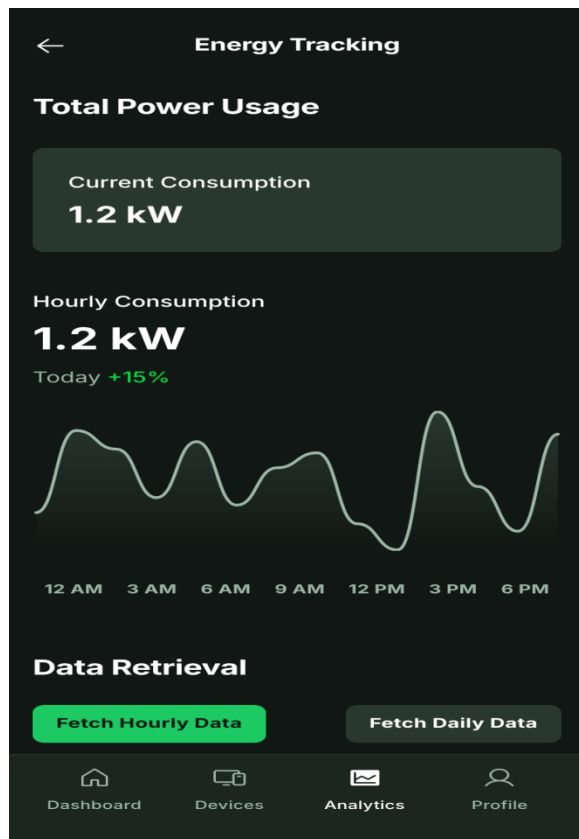 Energy Tracking
Total Power Usage
Current Consumption
1.2 kW
Hourly Consumption
1.2 kW
Today +15%
12 AM 3 AM 6 AM 9 AM 12 PM 3 PM 6 PM
Data Retrieval
Fetch Hourly Data Fetch Daily Data
Dashboard Devices Analytics Profile